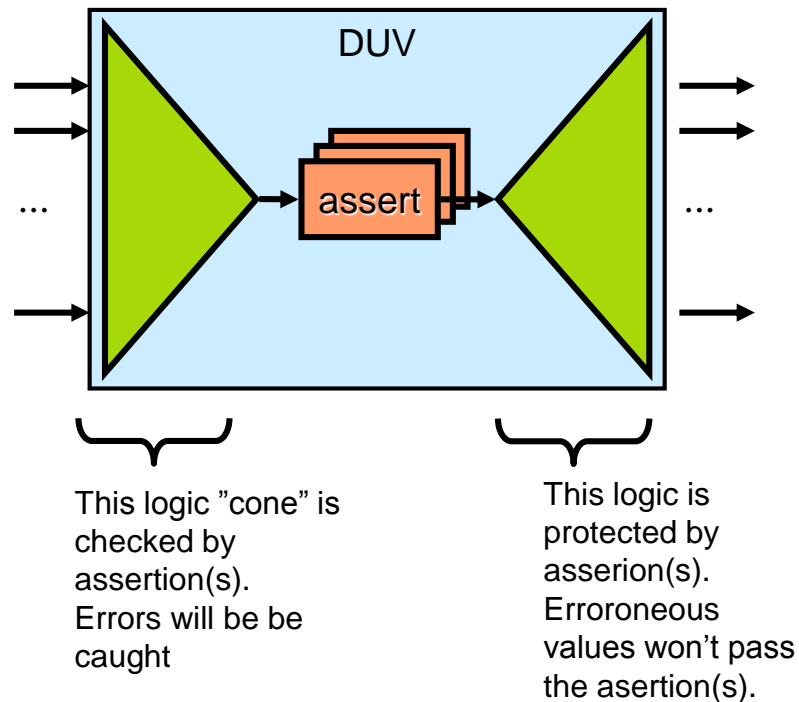 DUV
...
assert
...
This logic ”cone” is
checked by
assertion(s).
Errors will be be
caught
This logic is
protected by
asserion(s).
Erroroneous
values won’t pass
the asertion(s).